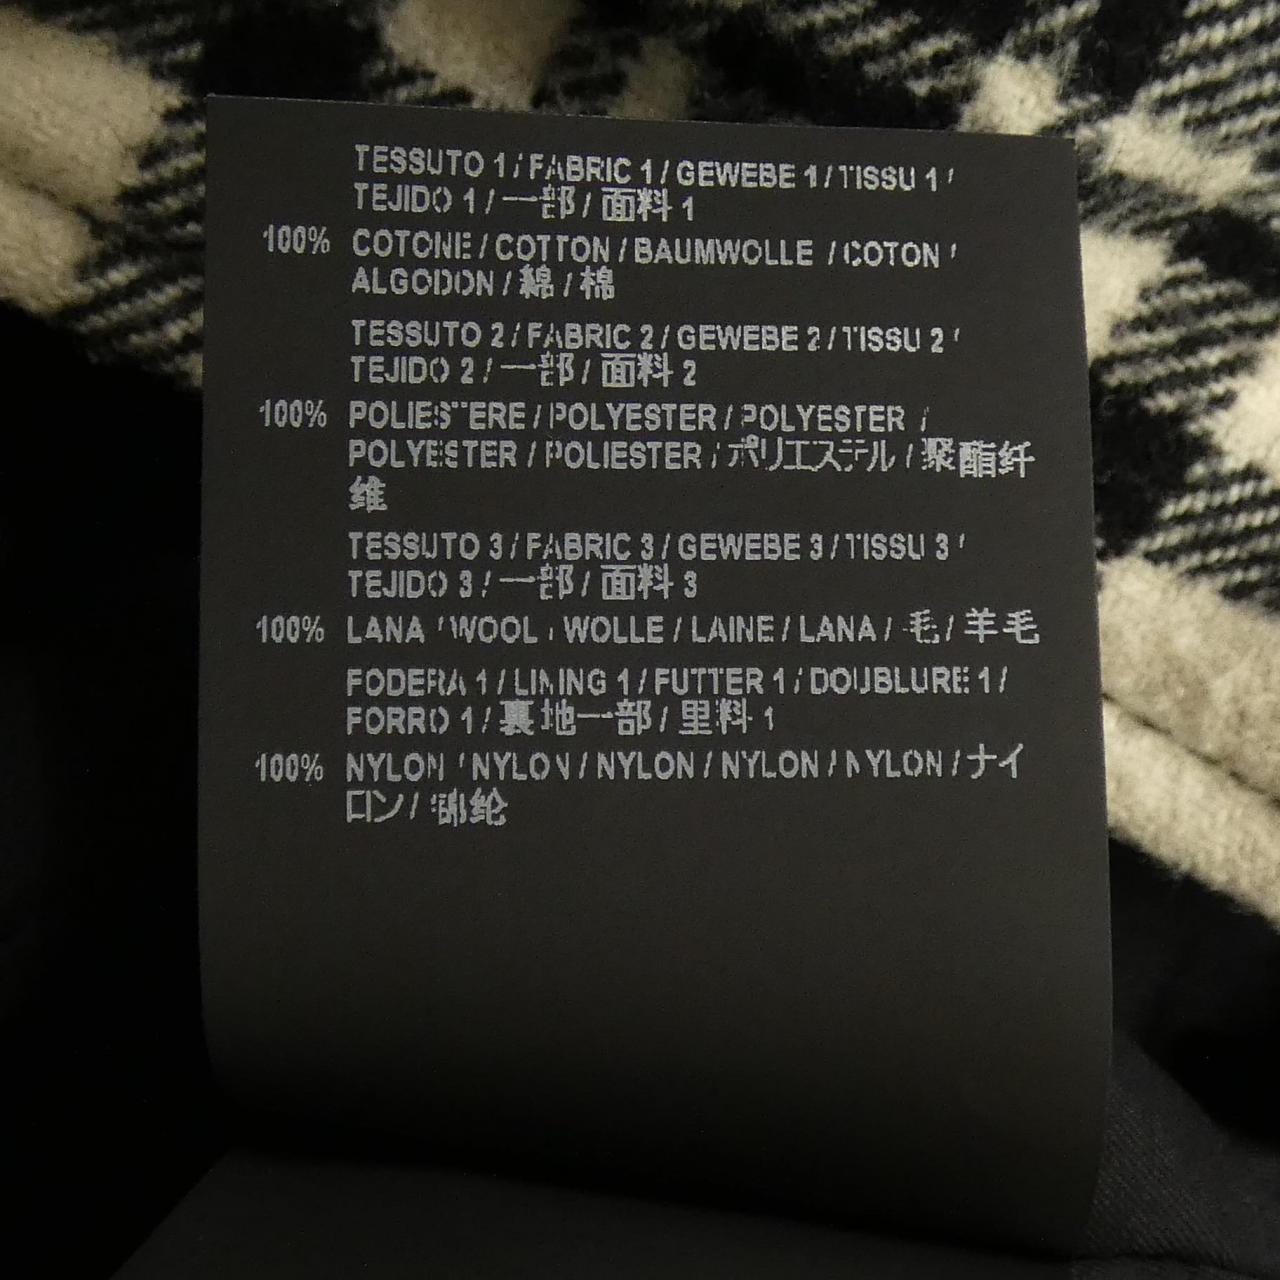 TESSUTO 1 / FABRIC 1 / GEWEBE 1 / TISSU 1 /
TEJIDO 1 / 一部 / 面料 1
100% COTONE / COTTON / BAUMWOLLE / COTON /
ALGODON / 綿 / 棉
TESSUTO 2 / FABRIC 2 / GEWEBE 2 / TISSU 2 /
TEJIDO 2 / 一部 / 面料 2
100% POLIESTERE / POLYESTER / POLYESTER /
POLYESTER / POLIESTER / ポリエステル / 聚酯纤
维
TESSUTO 3 / FABRIC 3 / GEWEBE 3 / TISSU 3 /
TEJIDO 3 / 一部 / 面料 3
100% LANA / WOOL / WOLLE / LAINE / LANA / 毛 / 羊毛
FODERA 1 / LINING 1 / FUTTER 1 / DOUBLURE 1 /
FORRO 1 / 裏地一部 / 里料 1
100% NYLON / NYLON / NYLON / NYLON / NYLON / ナイ
ロン / 锦纶